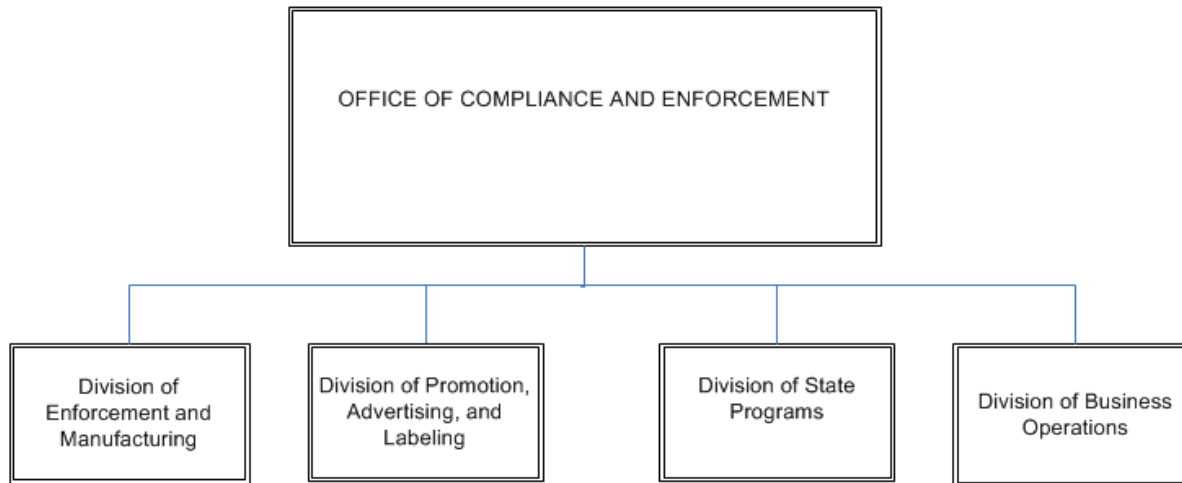 OFFICE OF COMPLIANCE AND ENFORCEMENT
Division of
Enforcement and
Manufacturing
Division of Promotion,
Advertising, and
Labeling
Division of State
Programs
Division of Business
Operations